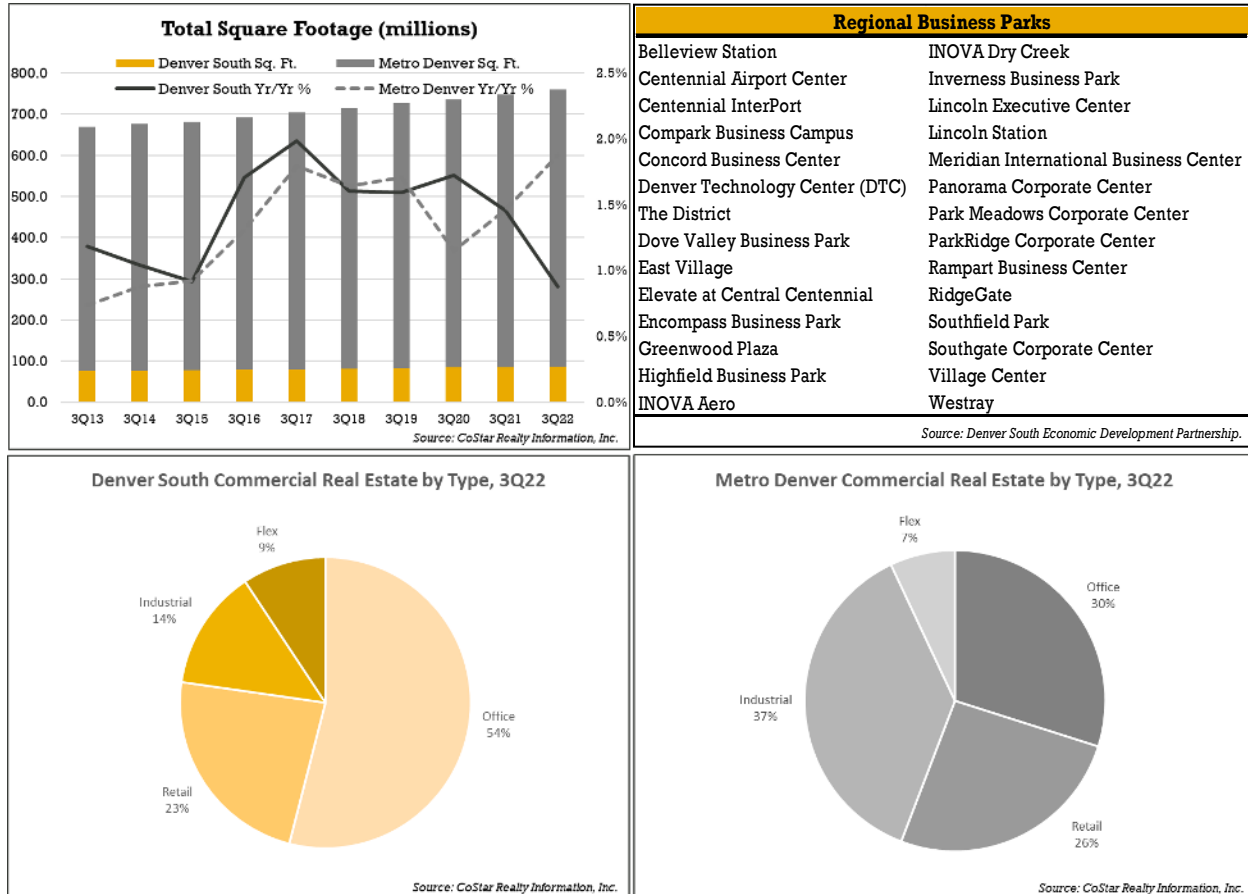 Total Square Footage (millions)
Denver South Sq. Ft.
Metro Denver Sq. Ft.
Denver South Yr/Yr %
Metro Denver Yr/Yr %
800.0
700.0
600.0
500.0
400.0
300.0
200.0
100.0
0.0
2.5%
2.0%
1.5%
1.0%
0.5%
0.0%
3Q13 3Q14 3Q15 3Q16 3Q17 3Q18 3Q19 3Q20 3Q21 3Q22
Source: CoStar Realty Information, Inc.
Regional Business Parks
Belleview Station
Centennial Airport Center
Centennial InterPort
Compark Business Campus
Concord Business Center
Denver Technology Center (DTC)
The District
Dove Valley Business Park
East Village
Elevate at Central Centennial
Encompass Business Park
Greenwood Plaza
Highfield Business Park
INOVA Aero
INOVA Dry Creek
Inverness Business Park
Lincoln Executive Center
Lincoln Station
Meridian International Business Center
Panorama Corporate Center
Park Meadows Corporate Center
ParkRidge Corporate Center
Rampart Business Center
RidgeGate
Southfield Park
Southgate Corporate Center
Village Center
Westray
Source: Denver South Economic Development Partnership.
Denver South Commercial Real Estate by Type, 3Q22
Flex
9%
Industrial
14%
Office
54%
Retail
23%
Source: CoStar Realty Information, Inc.
Metro Denver Commercial Real Estate by Type, 3Q22
Flex
7%
Office
30%
Industrial
37%
Retail
26%
Source: CoStar Realty Information, Inc.